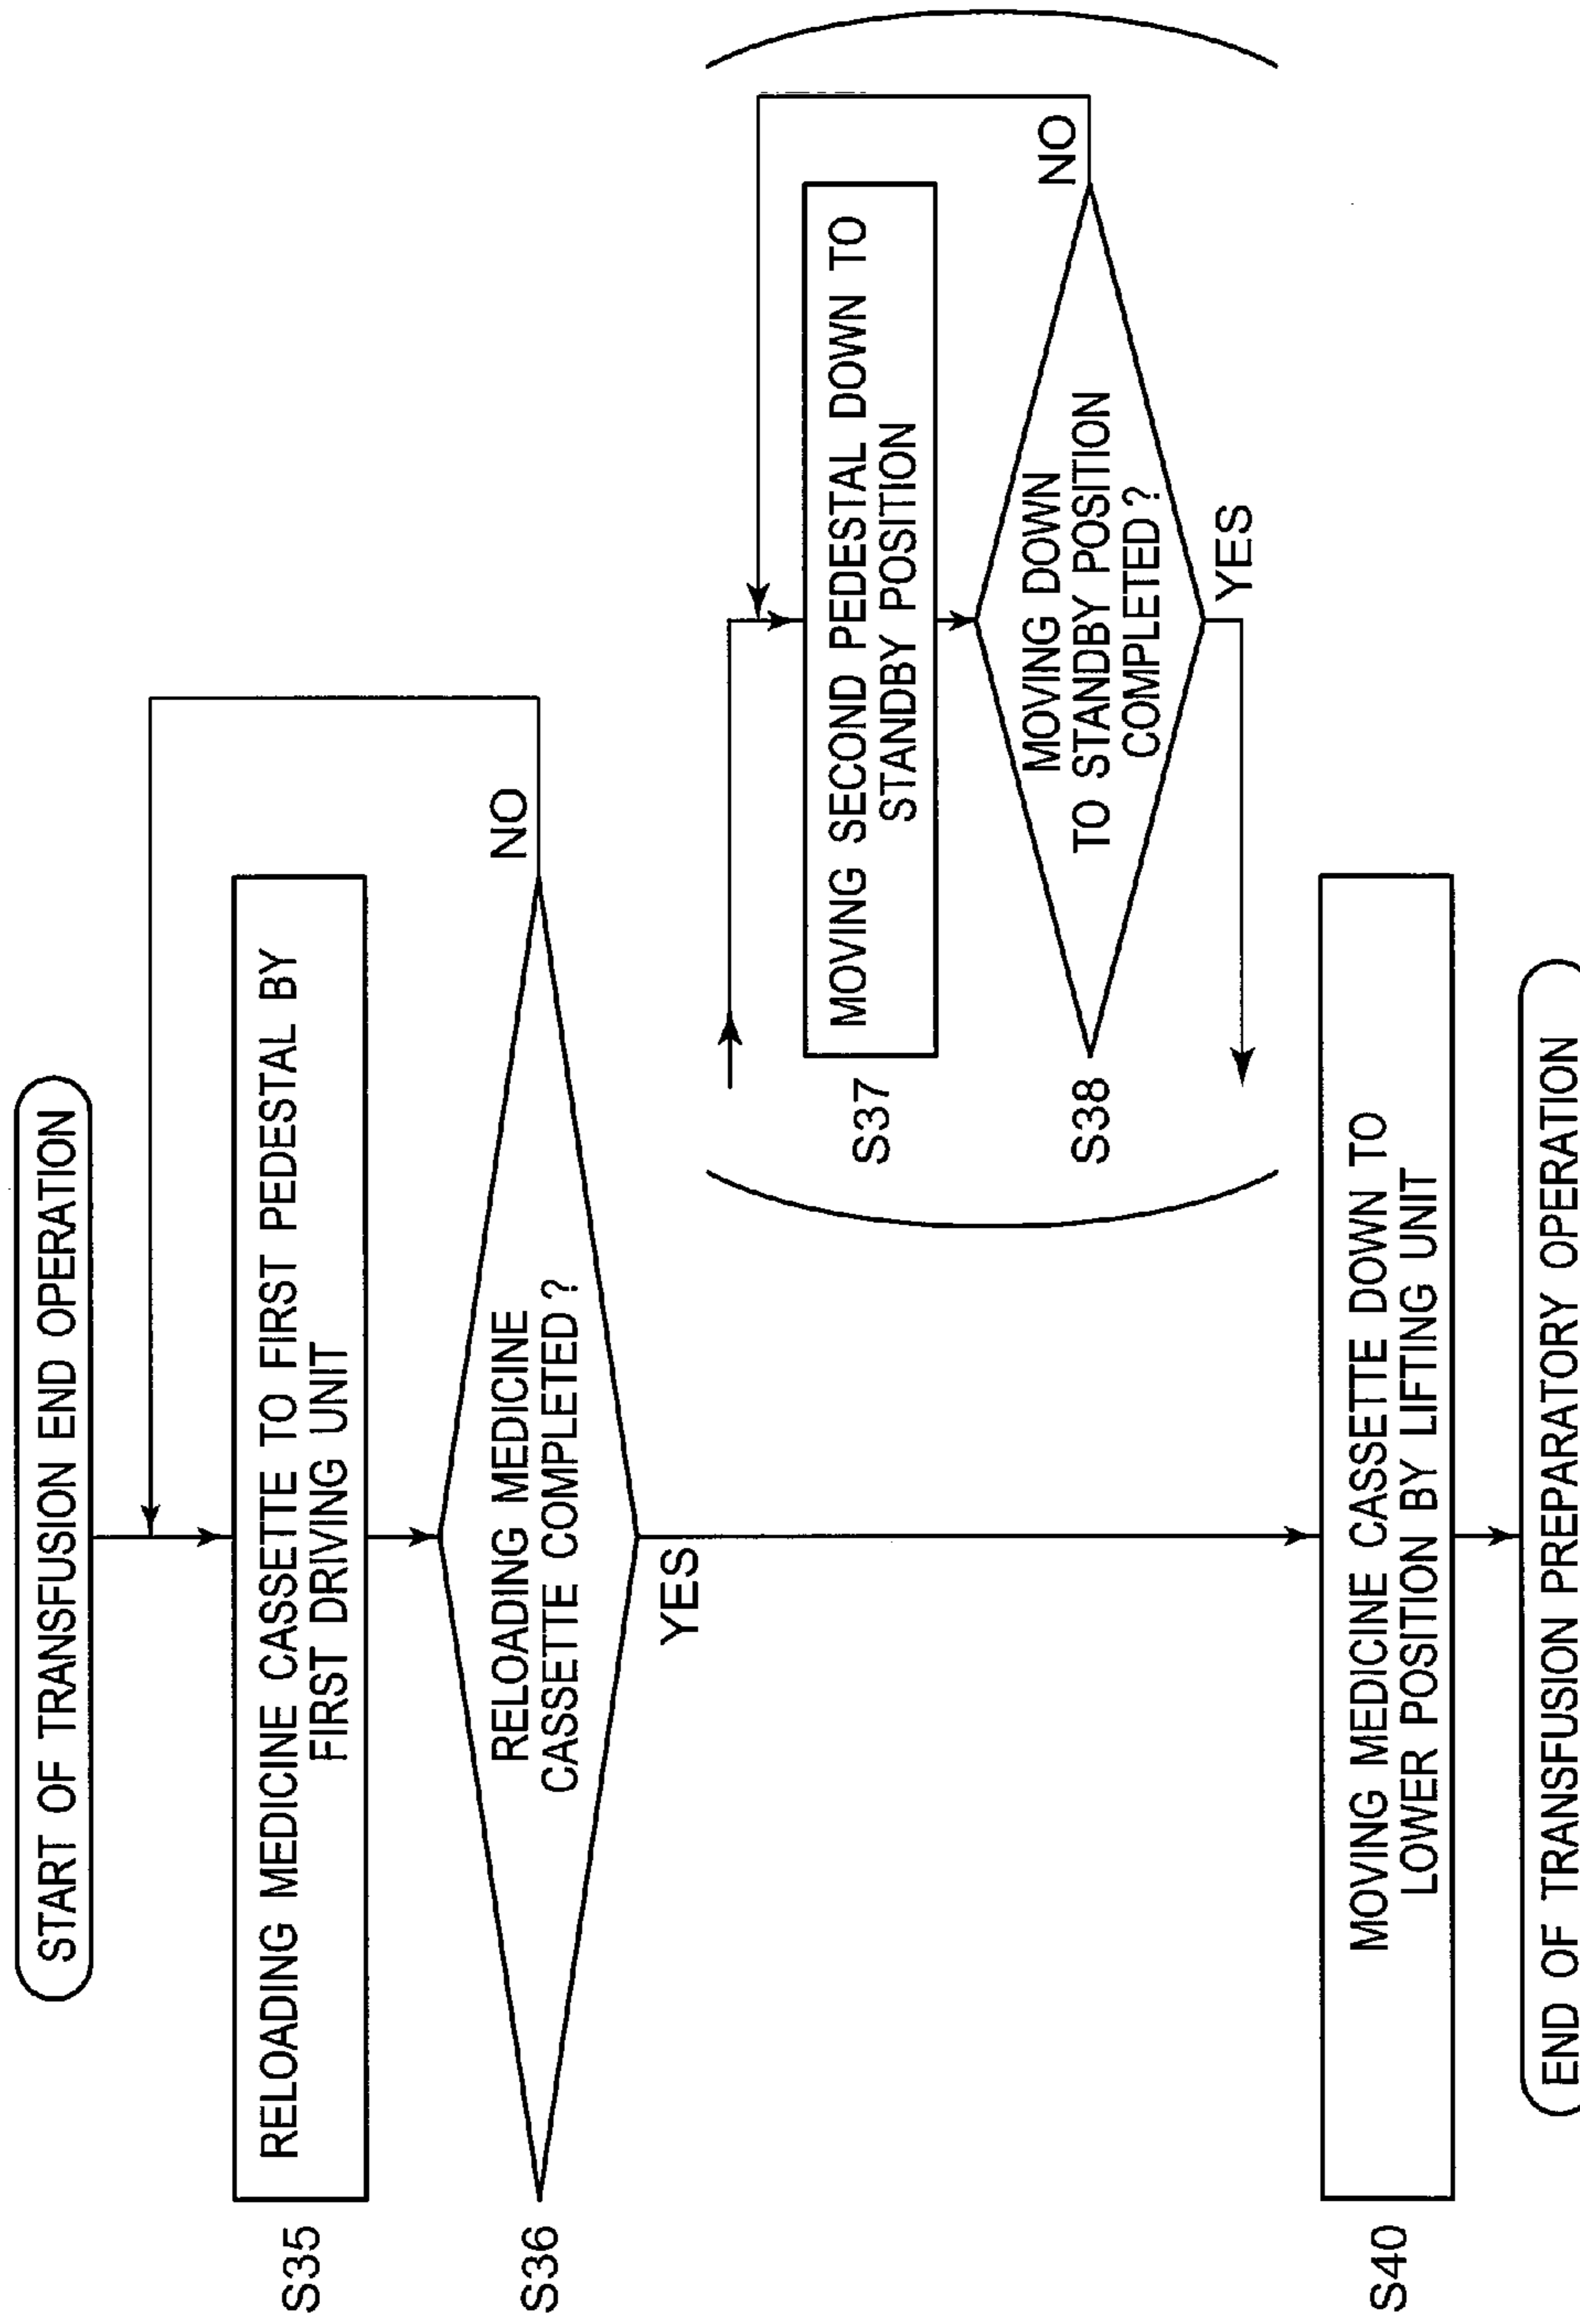 START OF TRANSFUSION END OPERATION
S35
RELOADING MEDICINE CASSETTE TO FIRST PEDESTAL BY
FIRST DRIVING UNIT
S36
RELOADING MEDICINE
CASSETTE COMPLETED ?
NO
YES
S37
MOVING SECOND PEDESTAL DOWN TO
STANDBY POSITION
S38
MOVING DOWN
TO STANDBY POSITION
COMPLETED ?
NO
YES
S40
MOVING MEDICINE CASSETTE DOWN TO
LOWER POSITION BY LIFTING UNIT
END OF TRANSFUSION PREPARATORY OPERATION